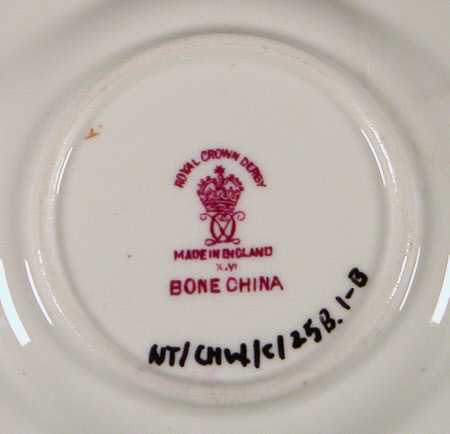 ROYAL CROWN DERBY
MADE IN ENGLAND
X.VI
BONE CHINA
NT/CHW/C/25B.1-B